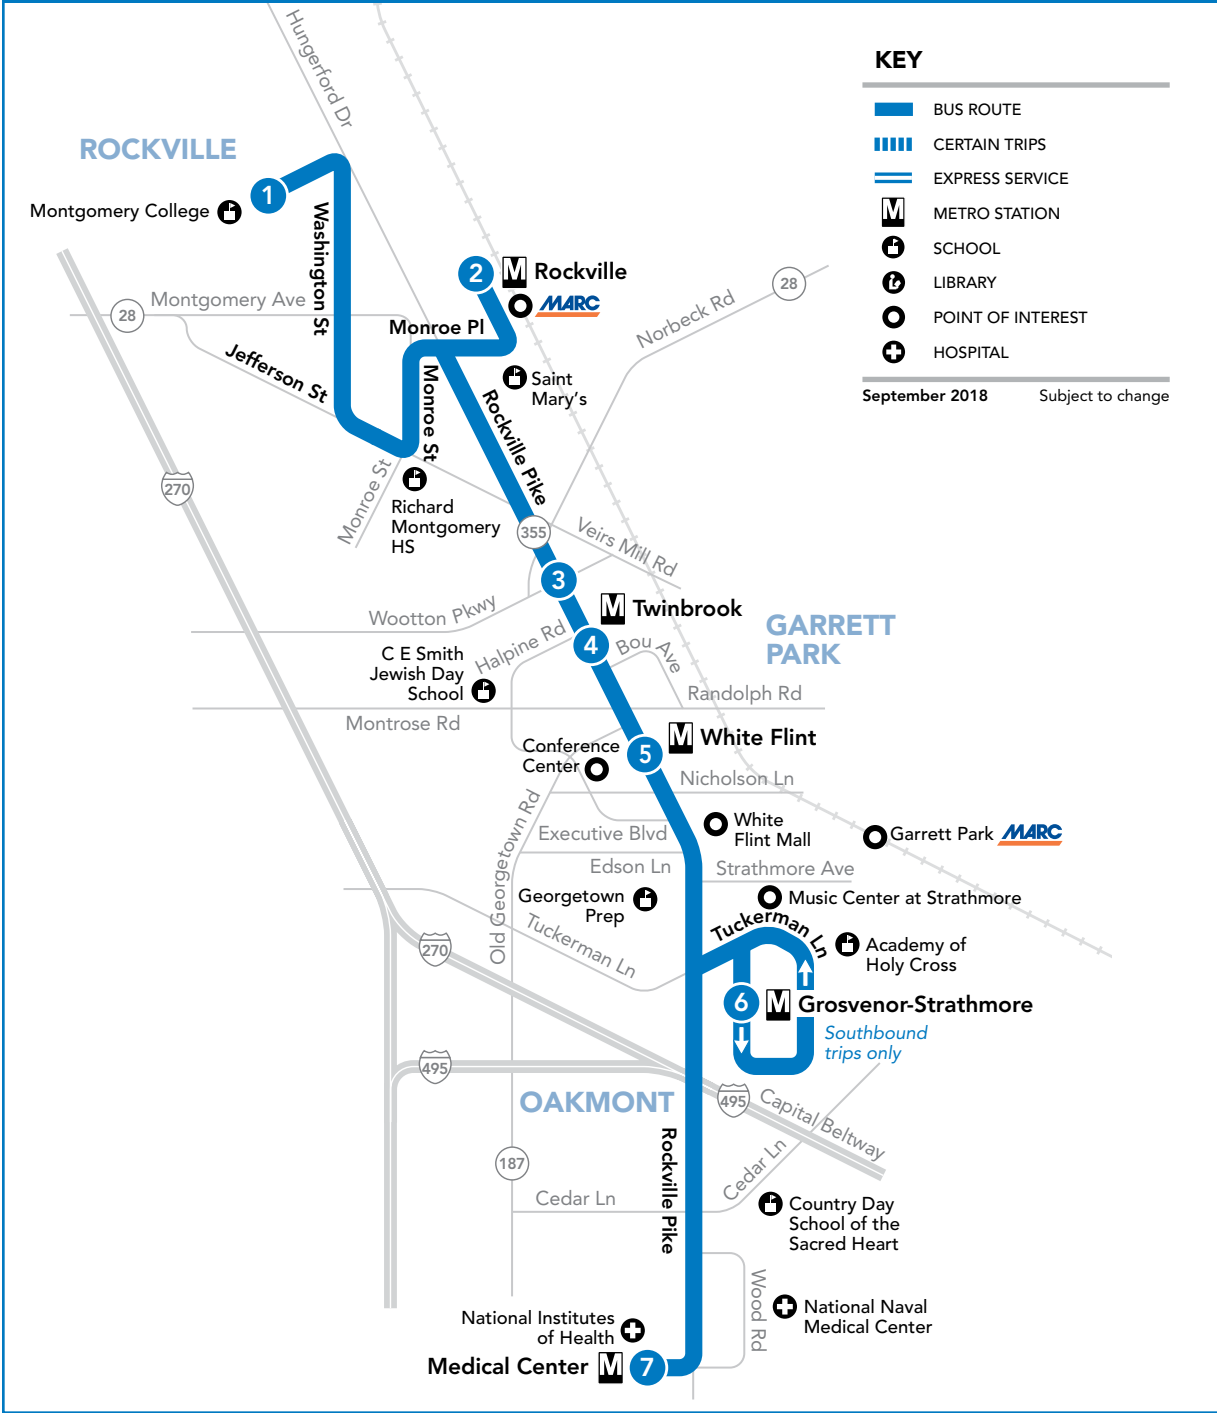 KEY
BUS ROUTE
CERTAIN TRIPS
EXPRESS SERVICE
M METRO STATION
SCHOOL
LIBRARY
POINT OF INTEREST
HOSPITAL
September 2018 Subject to change
Hungerford Dr
ROCKVILLE
1
Montgomery College
Washington St
2
M Rockville
MARC
28
Montgomery Ave
28
Norbeck Rd
Monroe Pl
Jefferson St
Monroe St
Saint
Mary's
Rockville Pike
270
Monroe St
Richard
Montgomery
HS
355
Veirs Mill Rd
3
Wootton Pkwy
M Twinbrook
GARRETT
PARK
4
Halpine Rd
Bou Ave
C E Smith
Jewish Day
School
Randolph Rd
Montrose Rd
M White Flint
5
Conference
Center
Nicholson Ln
Old Georgetown Rd
White
Flint Mall
Executive Blvd
Garrett Park MARC
Edson Ln
Strathmore Ave
Georgetown
Prep
Music Center at Strathmore
Tuckerman Ln
Tuckerman Ln
Academy of
Holy Cross
270
6
M Grosvenor-Strathmore
Southbound
trips only
495
OAKMONT
495
Capital Beltway
Rockville Pike
187
Cedar Ln
Cedar Ln
Country Day
School of the
Sacred Heart
Wood Rd
National Institutes
of Health
National Naval
Medical Center
Medical Center M 7